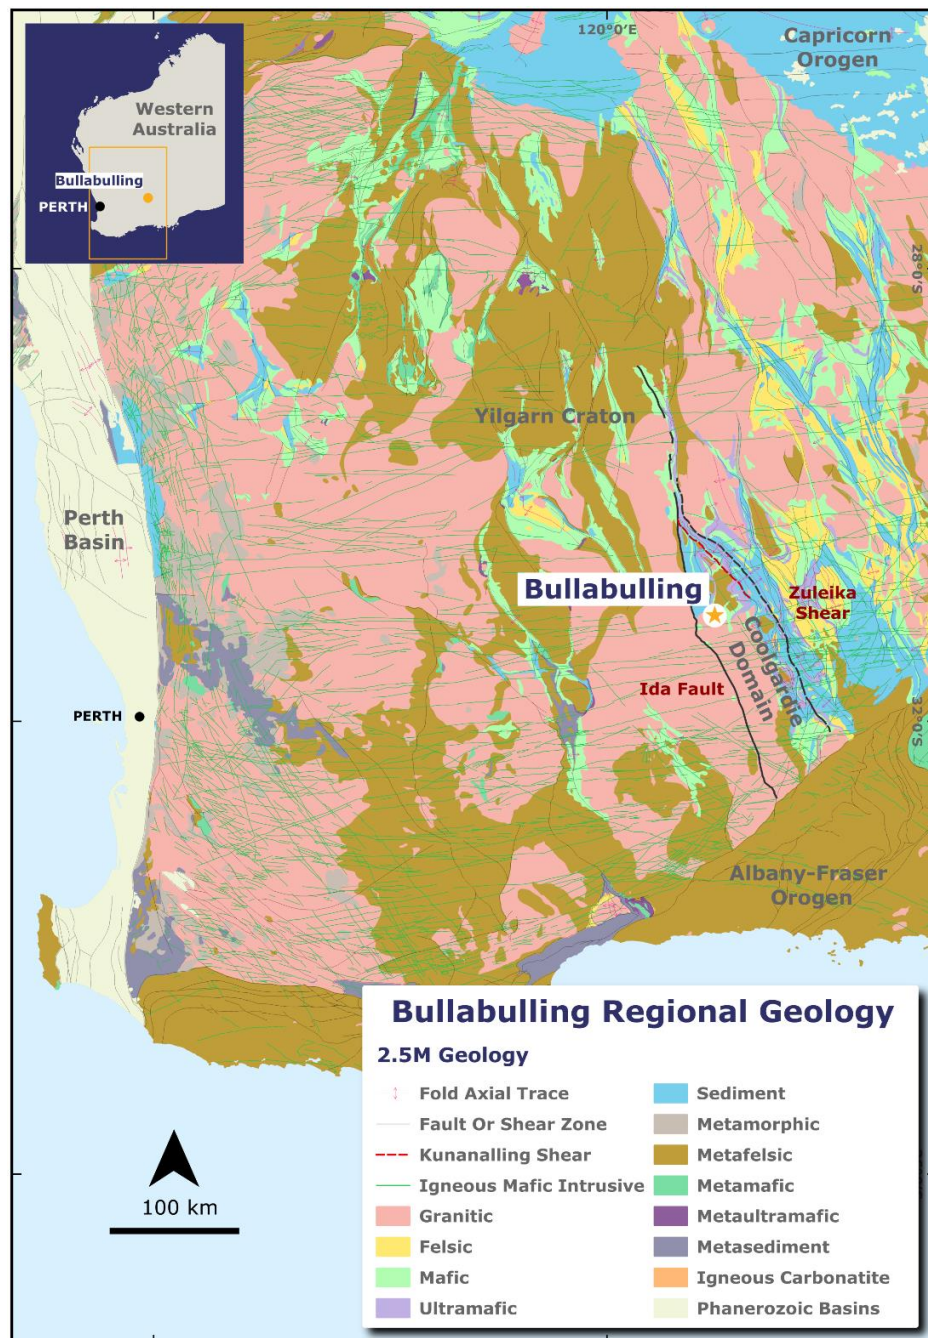 120°0'E
Capricorn
Orogen
Western
Australia
Bullabulling
PERTH
28°0'S
Yilgarn Craton
Perth
Basin
Bullabulling
Zuleika
Shear
Coolgardie
Domain
Ida Fault
32°0'S
PERTH
Albany-Fraser
Orogen
Bullabulling Regional Geology
2.5M Geology
Fold Axial Trace
Fault Or Shear Zone
Kunanalling Shear
Igneous Mafic Intrusive
Granitic
Felsic
Mafic
Ultramafic
Sediment
Metamorphic
Metafelsic
Metamafic
Metaultramafic
Metasediment
Igneous Carbonatite
Phanerozoic Basins
100 km